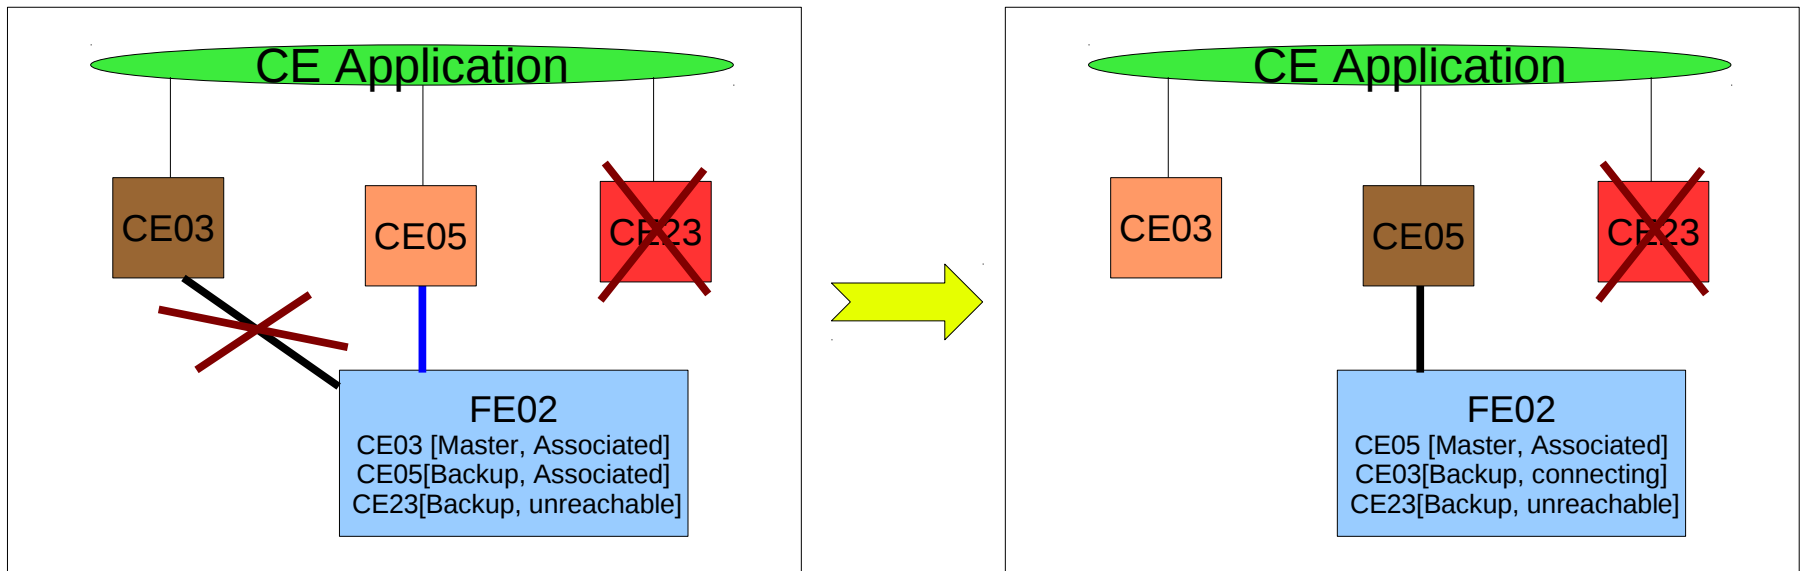 CE Application
CE03
CE05
CE23
FE02
CE03 [Master, Associated]
CE05[Backup, Associated]
CE23[Backup, unreachable]
CE Application
CE03
CE05
CE23
FE02
CE05 [Master, Associated]
CE03[Backup, connecting]
CE23[Backup, unreachable]